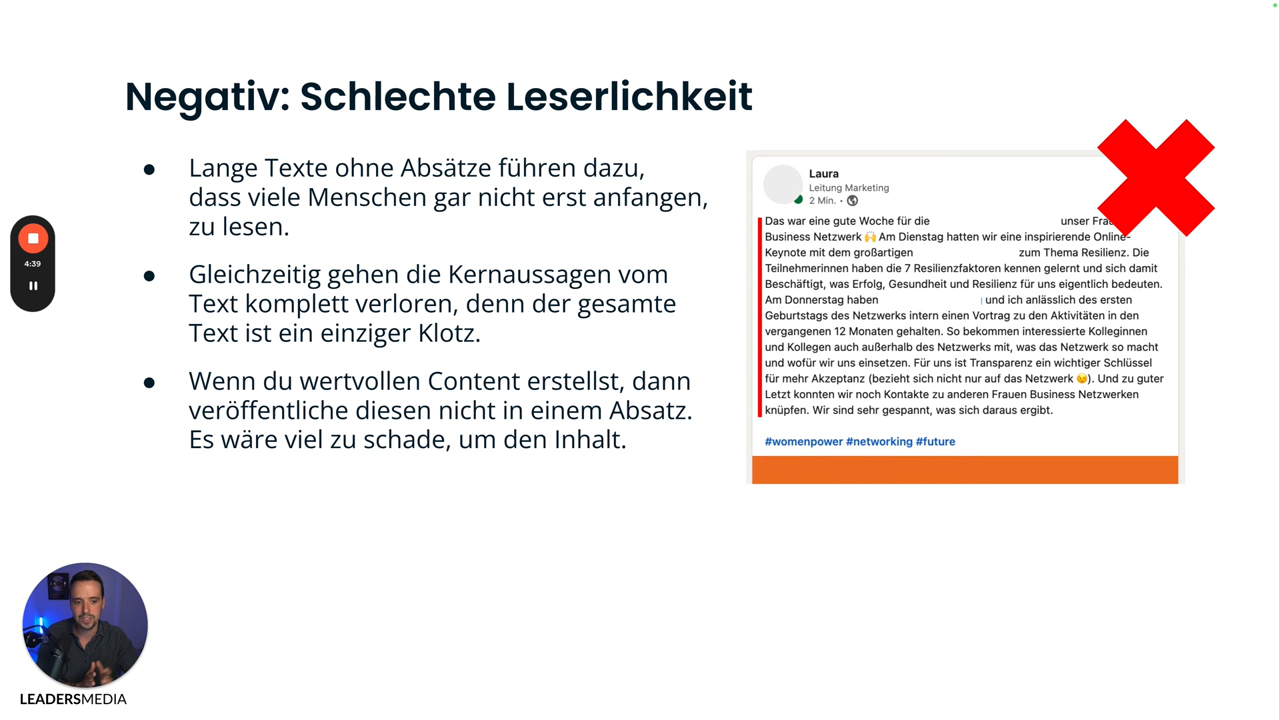 Negativ: Schlechte Leserlichkeit
● Lange Texte ohne Absätze führen dazu,
dass viele Menschen gar nicht erst anfangen,
zu lesen.
● Gleichzeitig gehen die Kernaussagen vom
Text komplett verloren, denn der gesamte
Text ist ein einziger Klotz.
● Wenn du wertvollen Content erstellst, dann
veröffentliche diesen nicht in einem Absatz.
Es wäre viel zu schade, um den Inhalt.
4:39
Laura
Leitung Marketing
2 Min. •
Das war eine gute Woche für die unser
Business Netzwerk 🙌 Am Dienstag hatten wir eine inspirierende Online-
Keynote mit dem großartigen zum Thema Resilienz. Die
Teilnehmerinnen haben die 7 Resilienzfaktoren kennen gelernt und sich damit
Beschäftigt, was Erfolg, Gesundheit und Resilienz für uns eigentlich bedeuten.
Am Donnerstag haben und ich anlässlich des ersten
Geburtstags des Netzwerks intern einen Vortrag zu den Aktivitäten in den
vergangenen 12 Monaten gehalten. So bekommen interessierte Kolleginnen
und Kollegen auch außerhalb des Netzwerks mit, was das Netzwerk so macht
und wofür wir uns einsetzen. Für uns ist Transparenz ein wichtiger Schlüssel
für mehr Akzeptanz (bezieht sich nicht nur auf das Netzwerk 😉). Und zu guter
Letzt konnten wir noch Kontakte zu anderen Frauen Business Netzwerken
knüpfen. Wir sind sehr gespannt, was sich daraus ergibt.
#womenpower #networking #future
LEADERSMEDIA